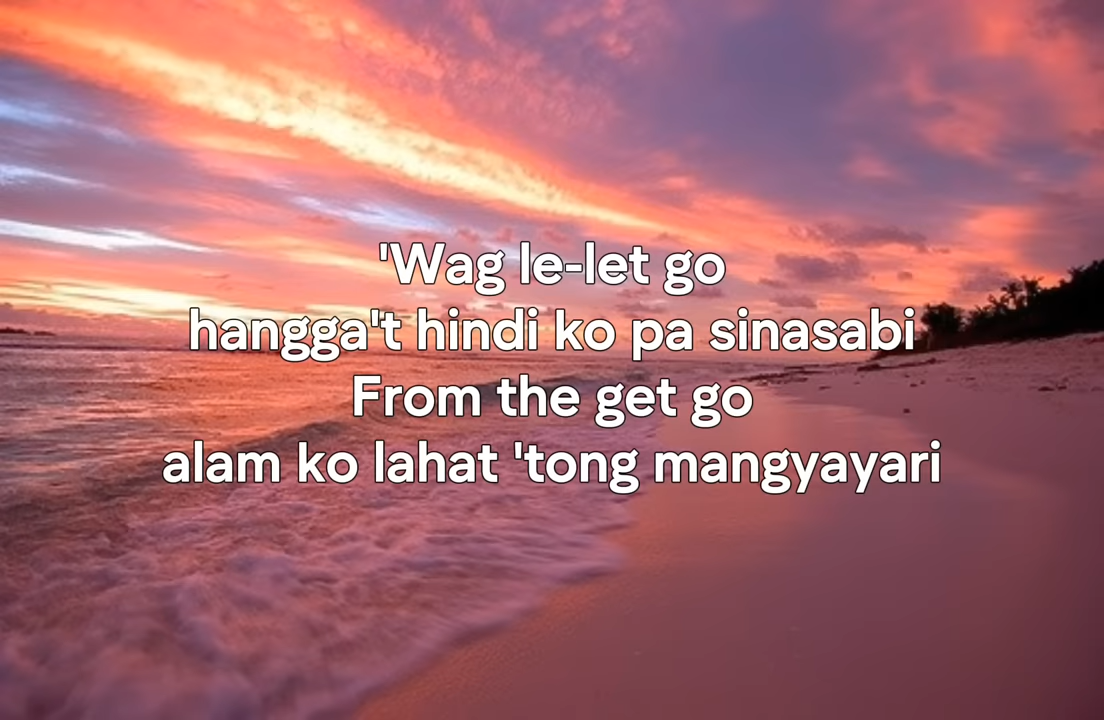 'Wag le-let go
hangga't hindi ko pa sinasabi
From the get go
alam ko lahat 'tong mangyayari